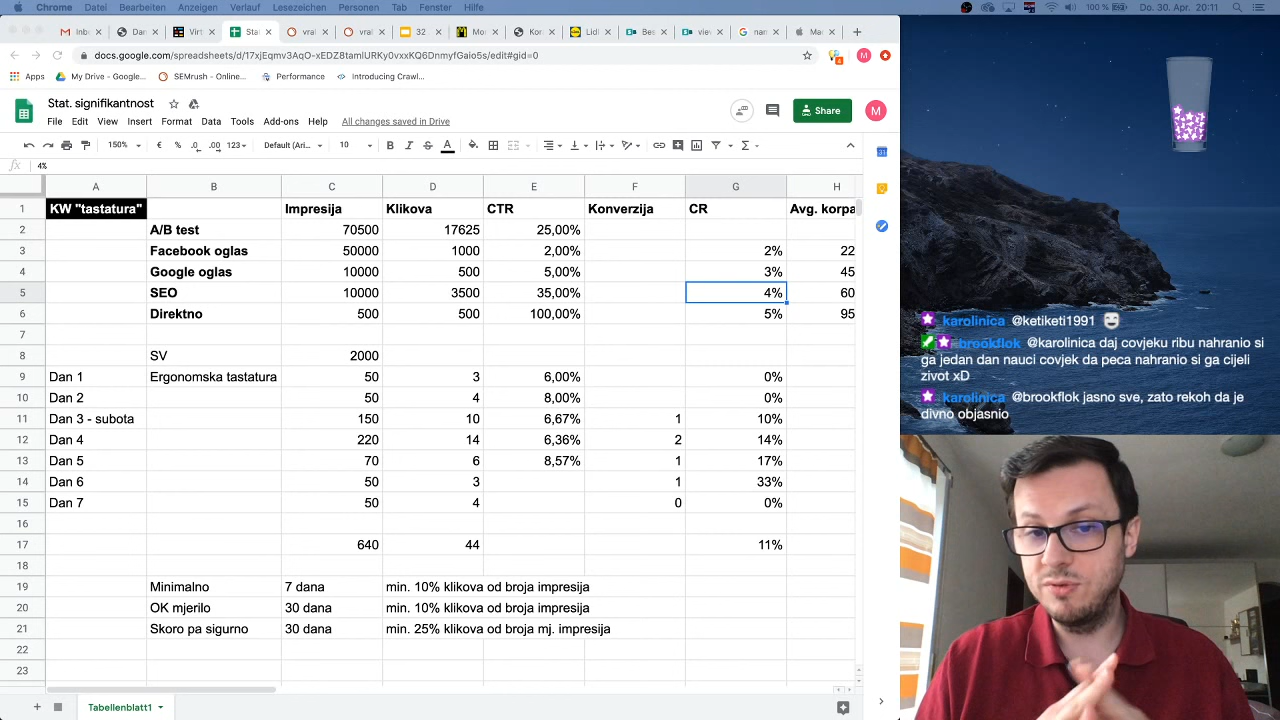 Chrome Datei Bearbeiten Anzeigen Verlauf Lesezeichen Personen Tab Fenster Hilfe 100 % Do. 30. Apr. 20:11
docs.google.com
Apps My Drive - Google... SEMrush - Online... Performance Introducing Crawl...
Stat. signifikantnost
File Edit View Insert Format Data Tools Add-ons Help All changes saved in Drive
Share
M
150% € % .0 .00 123 Default (Ari... 10
fx 4%
A B C D E F G H
1 KW "tastatura" Impresija Klikova CTR Konverzija CR Avg. korpa
2 A/B test 70500 17625 25,00%
3 Facebook oglas 50000 1000 2,00% 2% 22
4 Google oglas 10000 500 5,00% 3% 45
5 SEO 10000 3500 35,00% 4% 60
6 Direktno 500 500 100,00% 5% 95
7
8 SV 2000
9 Dan 1 Ergonomska tastatura 50 3 6,00% 0%
10 Dan 2 50 4 8,00% 0%
11 Dan 3 - subota 150 10 6,67% 1 10%
12 Dan 4 220 14 6,36% 2 14%
13 Dan 5 70 6 8,57% 1 17%
14 Dan 6 50 3 1 33%
15 Dan 7 50 4 0 0%
16
17 640 44 11%
18
19 Minimalno 7 dana min. 10% klikova od broja impresija
20 OK mjerilo 30 dana min. 10% klikova od broja impresija
21 Skoro pa sigurno 30 dana min. 25% klikova od broja mj. impresija
22
23
Tabellenblatt1
karolinica @ketiketi1991
brookflok @karolinica daj covjeku ribu nahranio si
ga jedan dan nauci covjek da peca nahranio si ga cijeli
zivot xD
karolinica @brookflok jasno sve, zato rekoh da je
divno objasnio